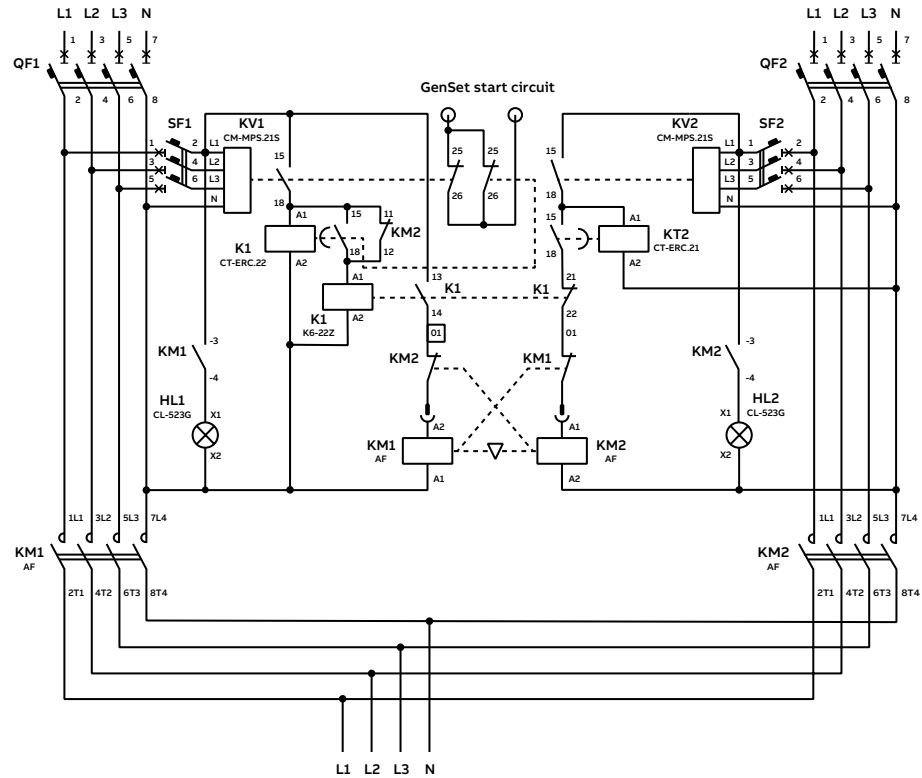 L1 L2 L3 N
L1 L2 L3 N
1 3 5 7
1 3 5 7
QF1
QF2
2 4 6 8
2 4 6 8
GenSet start circuit
SF1
KV1
CM-MPS.21S
KV2
CM-MPS.21S
SF2
1 2 L1
3 4 L2
5 6 L3
N
15
18
25 25
26 26
15
18
L1 1 2
L2 3 4
L3 5 6
N
A1
K1
CT-ERC.22
A2
15
18
11
KM2
12
15
18
A1
KT2
CT-ERC.21
A2
A1
K1
K6-22Z
A2
13
K1
14
01
K1
21
22
01
KM1
-3
-4
KM2
KM1
KM2
-3
-4
HL1
CL-523G
X1
X2
HL2
CL-523G
X1
X2
A2
KM1
AF
A1
A1
KM2
AF
A2
1L1 3L2 5L3 7L4
1L1 3L2 5L3 7L4
KM1
AF
KM2
AF
2T1 4T2 6T3 8T4
2T1 4T2 6T3 8T4
L1 L2 L3 N